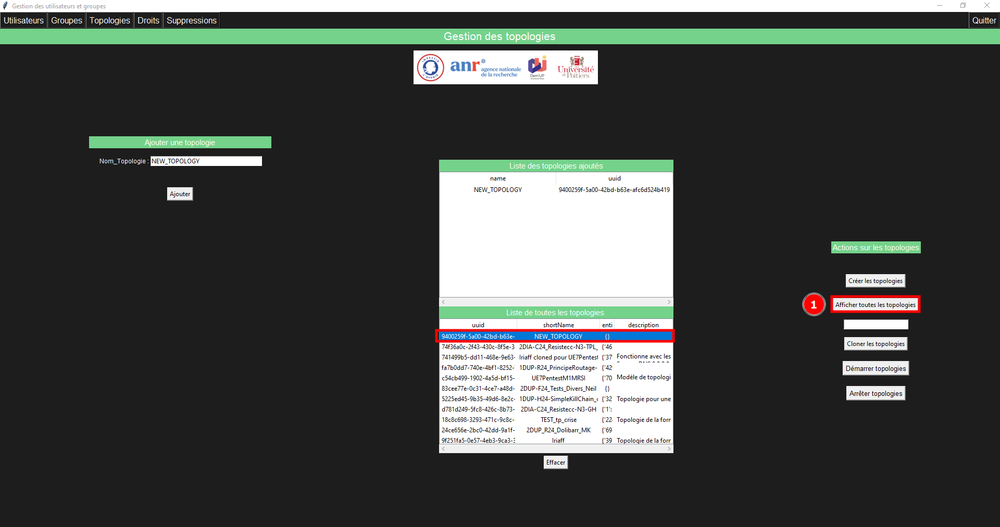 Gestion des utilisateurs et groupes
Utilisateurs Groupes Topologies Droits Suppressions Quitter
Gestion des topologies
INVESTIR L'AVENIR
anr agence nationale
de la recherche
Dem'UP
Université
de Poitiers
Ajouter une topologie
Nom_Topologie : NEW_TOPOLOGY
Ajouter
Liste des topologies ajoutés
name uuid
NEW_TOPOLOGY 9400259f-5a00-42bd-b63e-afc6d524b419
Liste de toutes les topologies
uuid shortName enti description
9400259f-5a00-42bd-b63e- NEW_TOPOLOGY {}
74f36a0c-2f43-430c-8f5e-3 2DIA-C24_Resistecc-N3-TPL_ {'46
741499b5-dd11-468e-9e63- Iriaff cloned pour UE7Pentest {'37 Fonctionne avec les
fa7b0dd7-740e-4bf1-8252- 1DUP-R24_PrincipeRoutage- {'42
c54cb499-1902-4a5d-bf15- UE7PentestM1MRSI {'70 Modèle de topologi
83cee77e-0c31-4ce7-a48d- 2DUP-F24_Tests_Divers_Neil {}
5225ed45-9b35-49d6-8e2c- 1DUP-H24-SimpleKillChain_ {'32 Topologie pour une
d781d249-5fc8-426c-8b73- 2DIA-C24_Resistecc-N3-GH {'1':
18c8c698-3293-471c-9c8c- TEST_tp_crise {'22 Topologie de la forr
24ce656e-2bc0-42dd-9a1f- 2DUP_R24_Dolibarr_MK {'69
9f251fa5-0e57-4eb3-9ca3-3 Iriaff {'39 Topologie de la forr
Effacer
Actions sur les topologies
Créer les topologies
1 Afficher toutes les topologies
Cloner les topologies
Démarrer topologies
Arrêter topologies